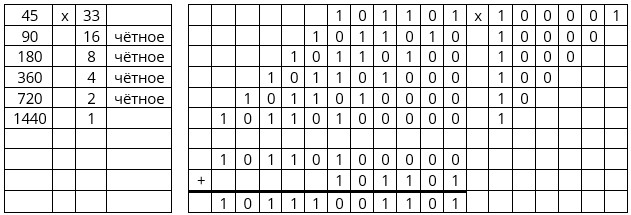 45 x 33 1 0 1 1 0 1 x 1 0 0 0 0 1
90 16 чётное 1 0 1 1 0 1 0 1 0 0 0 0
180 8 чётное 1 0 1 1 0 1 0 0 1 0 0 0
360 4 чётное 1 0 1 1 0 1 0 0 0 1 0 0
720 2 чётное 1 0 1 1 0 1 0 0 0 0 1 0
1440 1 1 0 1 1 0 1 0 0 0 0 0 1
1 0 1 1 0 1 0 0 0 0 0
+ 1 0 1 1 0 1
1 0 1 1 1 0 0 1 1 0 1